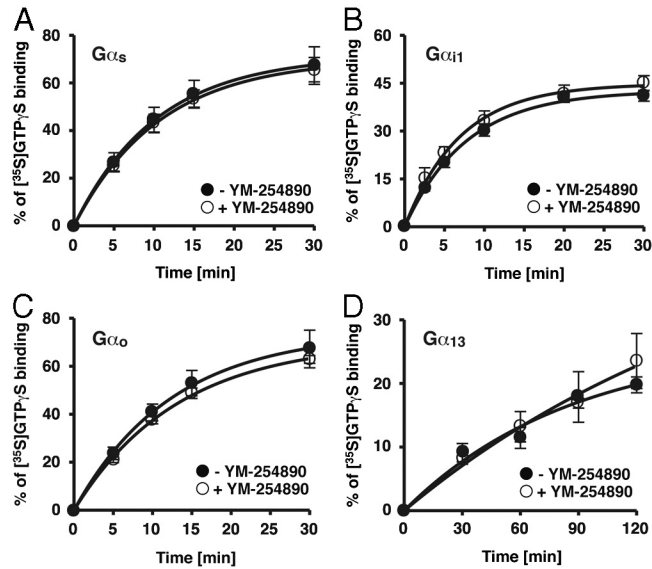 A
Gαs
% of [³⁵S]GTPγS binding
80
60
40
20
0
- YM-254890
+ YM-254890
0 5 10 15 20 25 30
Time [min]
B
Gαi1
% of [³⁵S]GTPγS binding
60
45
30
15
0
- YM-254890
+ YM-254890
0 5 10 15 20 25 30
Time [min]
C
Gαo
% of [³⁵S]GTPγS binding
80
60
40
20
0
- YM-254890
+ YM-254890
0 5 10 15 20 25 30
Time [min]
D
Gα13
% of [³⁵S]GTPγS binding
30
20
10
0
- YM-254890
+ YM-254890
0 30 60 90 120
Time [min]